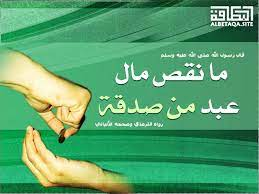 البطاقة
ALBETAQA.SITE
قال رسول الله صلى الله عليه وسلم
ما نقص مال
عبد من صدقة
رواه الترمذي وصححه الألباني